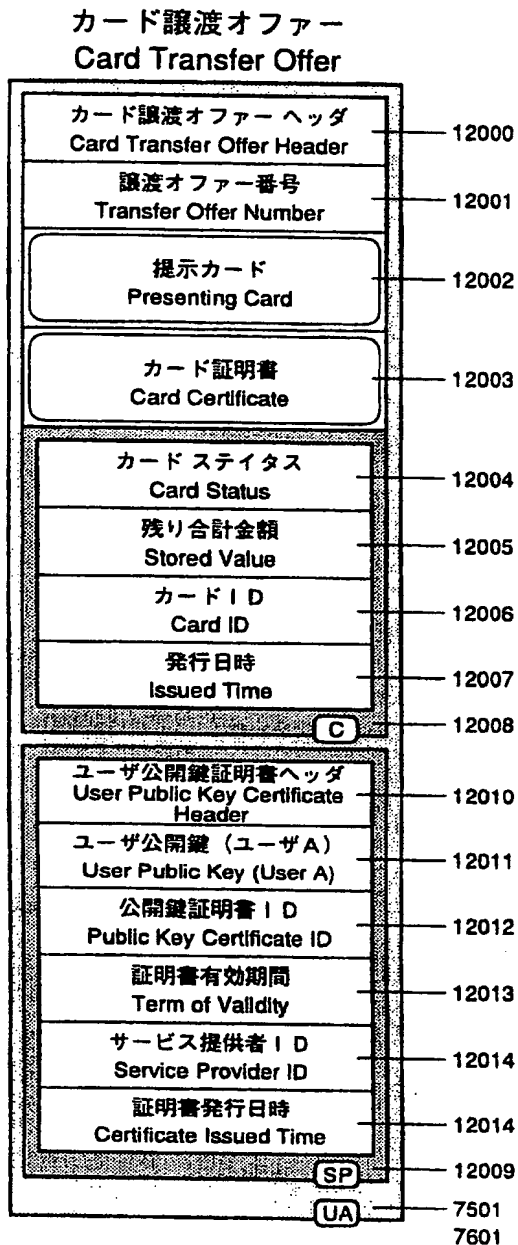 カード譲渡オファー
Card Transfer Offer
カード譲渡オファー ヘッダ
Card Transfer Offer Header
12000
譲渡オファー番号
Transfer Offer Number
12001
提示カード
Presenting Card
12002
カード証明書
Card Certificate
12003
カード ステイタス
Card Status
12004
残り合計金額
Stored Value
12005
カードID
Card ID
12006
発行日時
Issued Time
12007
C
12008
ユーザ公開鍵証明書ヘッダ
User Public Key Certificate
Header
12010
ユーザ公開鍵(ユーザA)
User Public Key (User A)
12011
公開鍵証明書ID
Public Key Certificate ID
12012
証明書有効期間
Term of Validity
12013
サービス提供者ID
Service Provider ID
12014
証明書発行日時
Certificate Issued Time
12014
SP
12009
UA
7501
7601